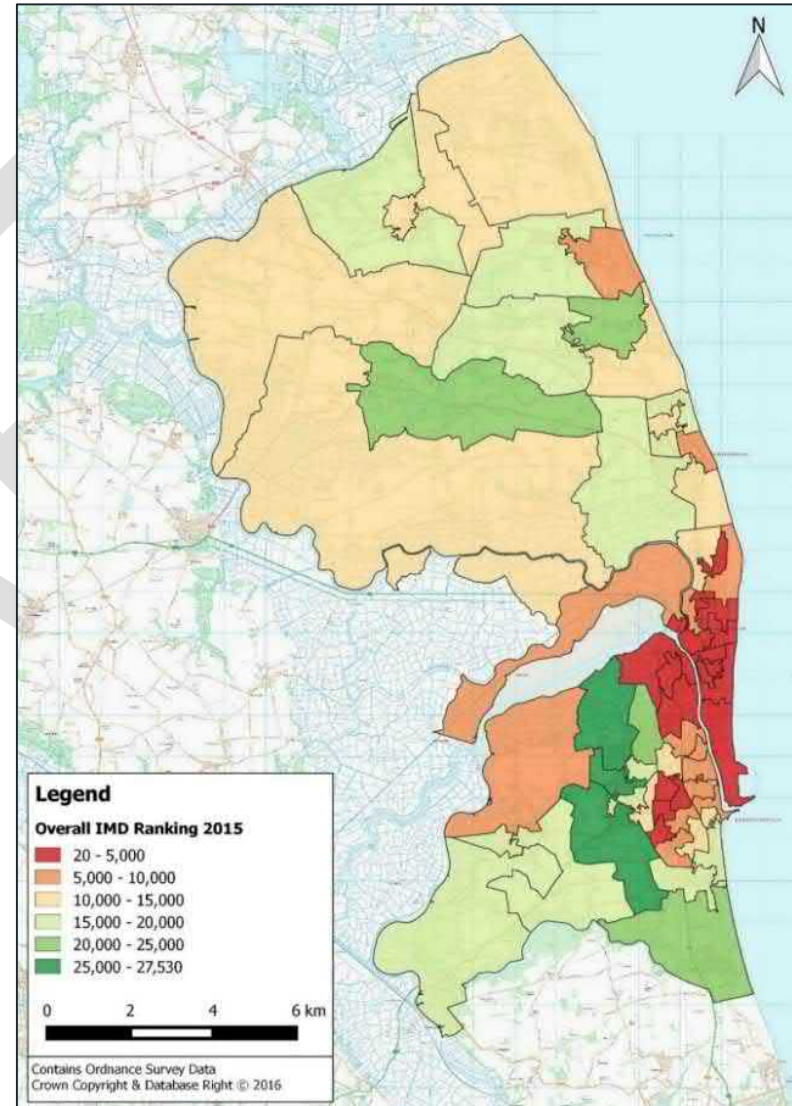 N
Legend
Overall IMD Ranking 2015
20 - 5,000
5,000 - 10,000
10,000 - 15,000
15,000 - 20,000
20,000 - 25,000
25,000 - 27,530
0 2 4 6 km
Contains Ordnance Survey Data
Crown Copyright & Database Right © 2016